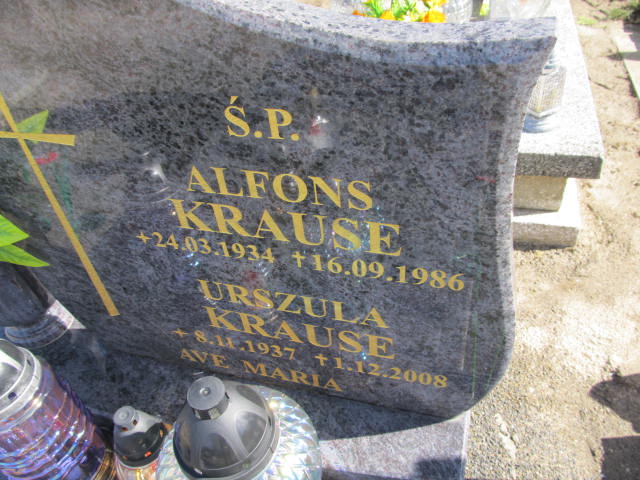 Ś.P.
ALFONS
KRAUSE
+24.03.1934 +16.09.1986
URSZULA
KRAUSE
+8.11.1937 +1.12.2008
AVE MARIA